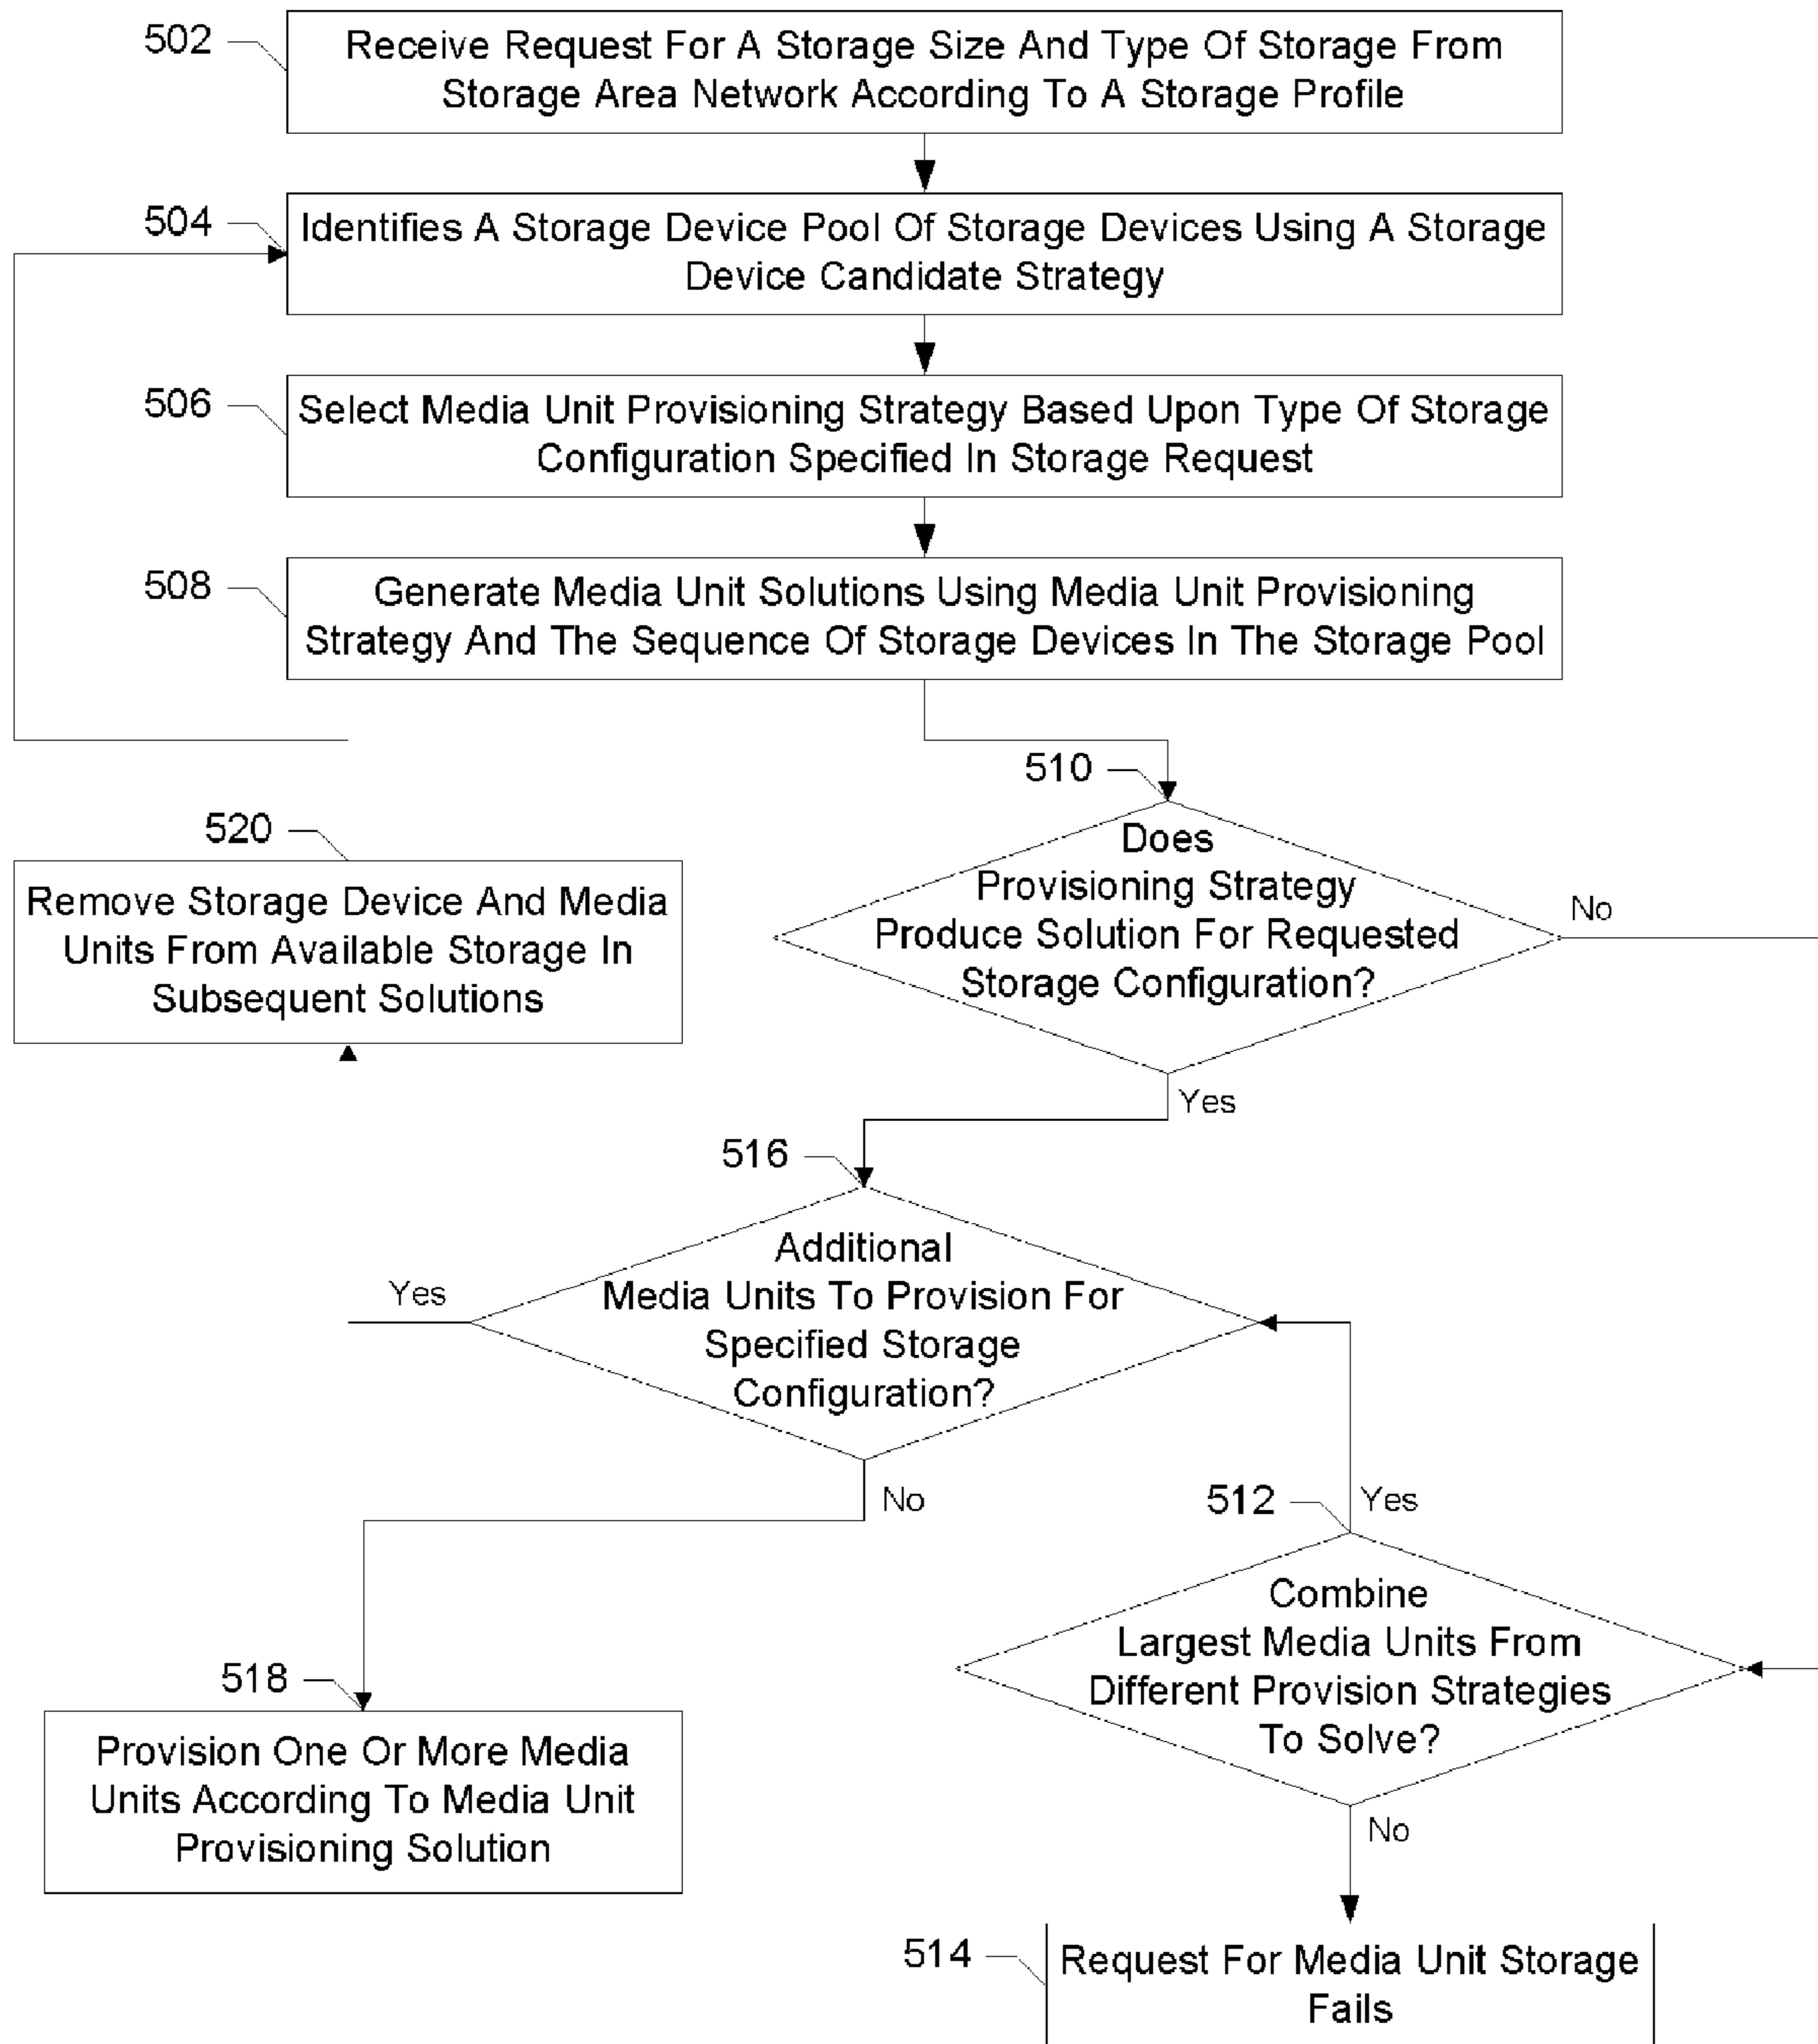 502
Receive Request For A Storage Size And Type Of Storage From
Storage Area Network According To A Storage Profile
504
Identifies A Storage Device Pool Of Storage Devices Using A Storage
Device Candidate Strategy
506
Select Media Unit Provisioning Strategy Based Upon Type Of Storage
Configuration Specified In Storage Request
508
Generate Media Unit Solutions Using Media Unit Provisioning
Strategy And The Sequence Of Storage Devices In The Storage Pool
510
Does
Provisioning Strategy
Produce Solution For Requested
Storage Configuration?
No
Yes
520
Remove Storage Device And Media
Units From Available Storage In
Subsequent Solutions
516
Additional
Media Units To Provision For
Specified Storage
Configuration?
Yes
No
512
Yes
Combine
Largest Media Units From
Different Provision Strategies
To Solve?
No
518
Provision One Or More Media
Units According To Media Unit
Provisioning Solution
514
Request For Media Unit Storage
Fails